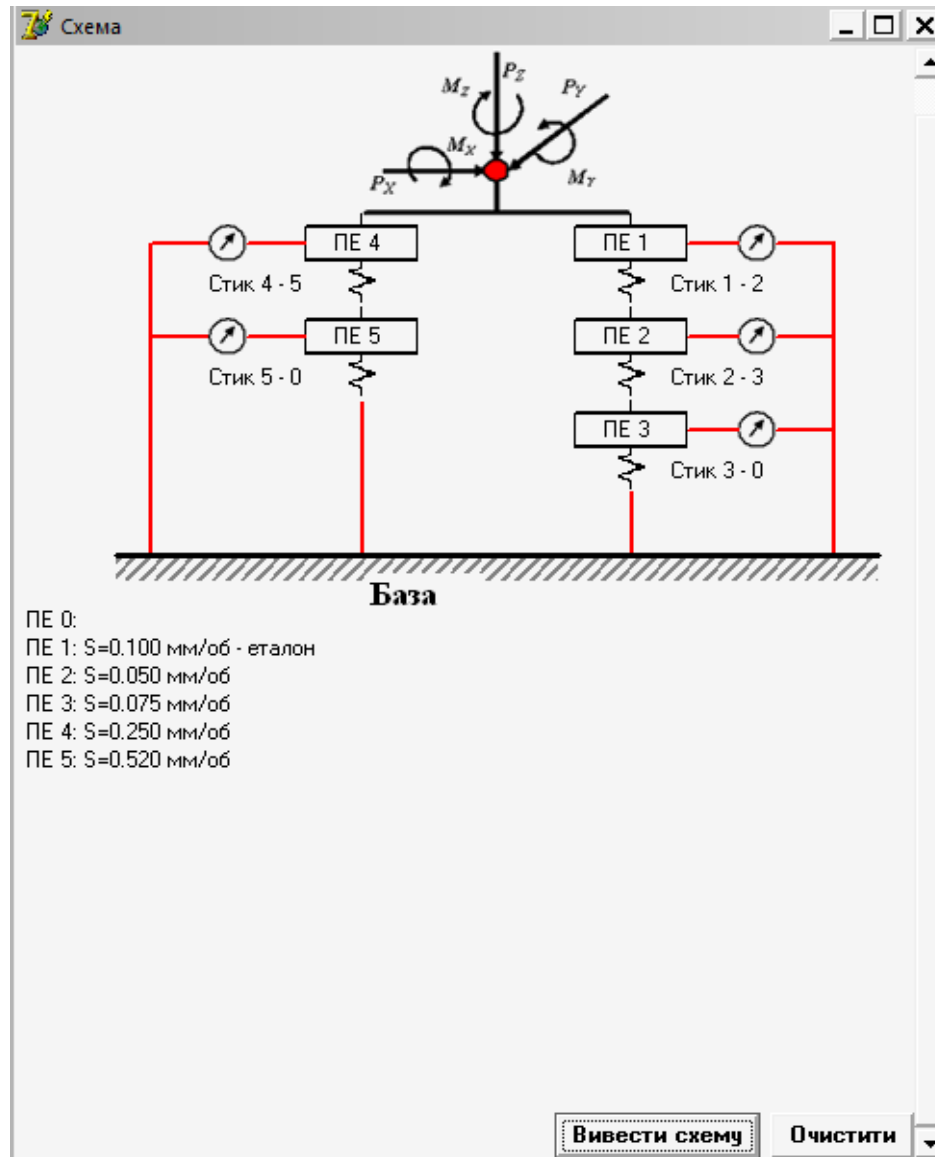 Схема
M_Z P_Z P_Y
M_X
P_X M_Y
ПЕ 4 ПЕ 1
Стик 4 - 5 Стик 1 - 2
ПЕ 5 ПЕ 2
Стик 5 - 0 Стик 2 - 3
ПЕ 3
Стик 3 - 0
База
ПЕ 0:
ПЕ 1: S=0.100 мм/об - еталон
ПЕ 2: S=0.050 мм/об
ПЕ 3: S=0.075 мм/об
ПЕ 4: S=0.250 мм/об
ПЕ 5: S=0.520 мм/об
Вивести схему Очистити